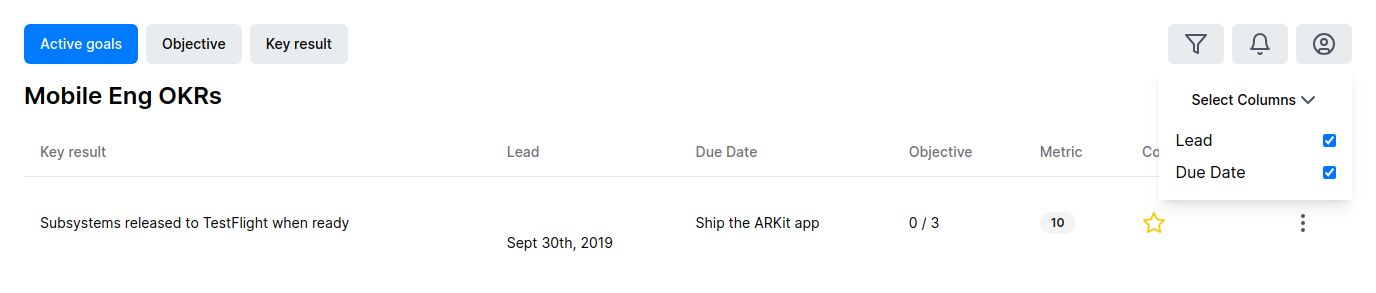 Active goals Objective Key result
Mobile Eng OKRs
Select Columns
Key result Lead Due Date Objective Metric Co
Lead
Due Date
Subsystems released to TestFlight when ready Ship the ARKit app 0 / 3 10
Sept 30th, 2019